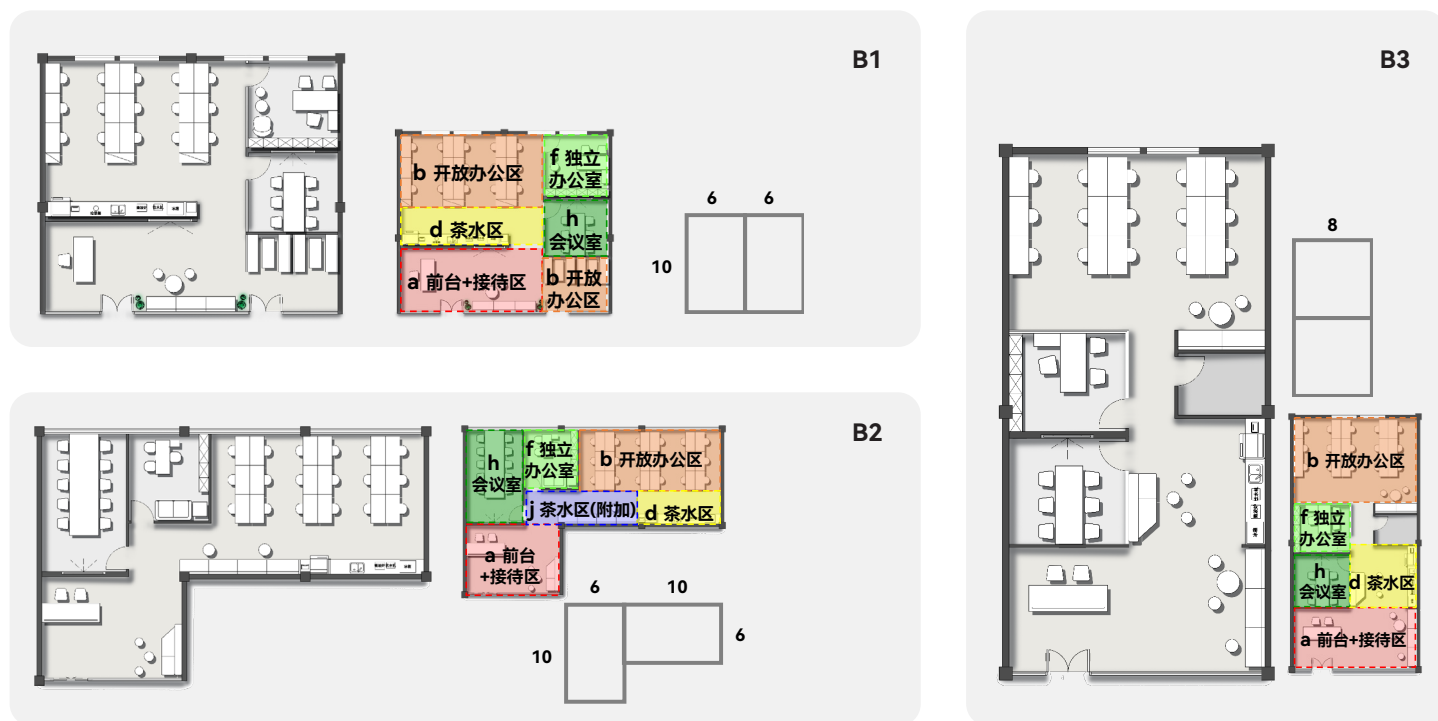 B1
b 开放办公区
f 独立
办公室
d 茶水区
h
会议室
a 前台+接待区
b 开放
办公区
6
6
10
B2
h
会议室
f 独立
办公室
b 开放办公区
j 茶水区(附加)
d 茶水区
a 前台
+接待区
6
10
10
6
B3
8
b 开放办公区
f 独立
办公室
h
会议室
d 茶水区
a 前台+接待区